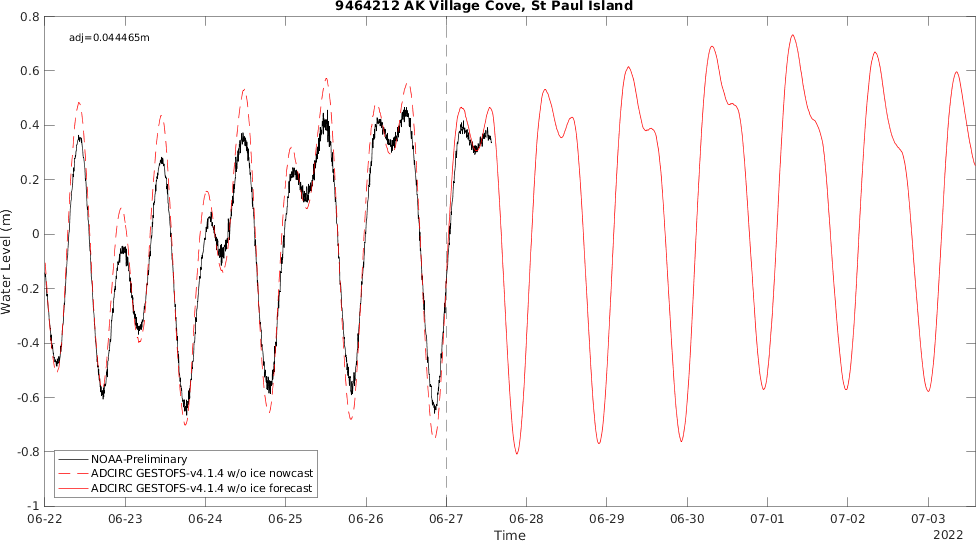 9464212 AK Village Cove, St Paul Island
adj=0.044465m
0.8
0.6
0.4
0.2
0
-0.2
-0.4
-0.6
-0.8
-1
Water Level (m)
NOAA-Preliminary
ADCIRC GESTOFS-v4.1.4 w/o ice nowcast
ADCIRC GESTOFS-v4.1.4 w/o ice forecast
06-22 06-23 06-24 06-25 06-26 06-27 06-28 06-29 06-30 07-01 07-02 07-03
Time
2022